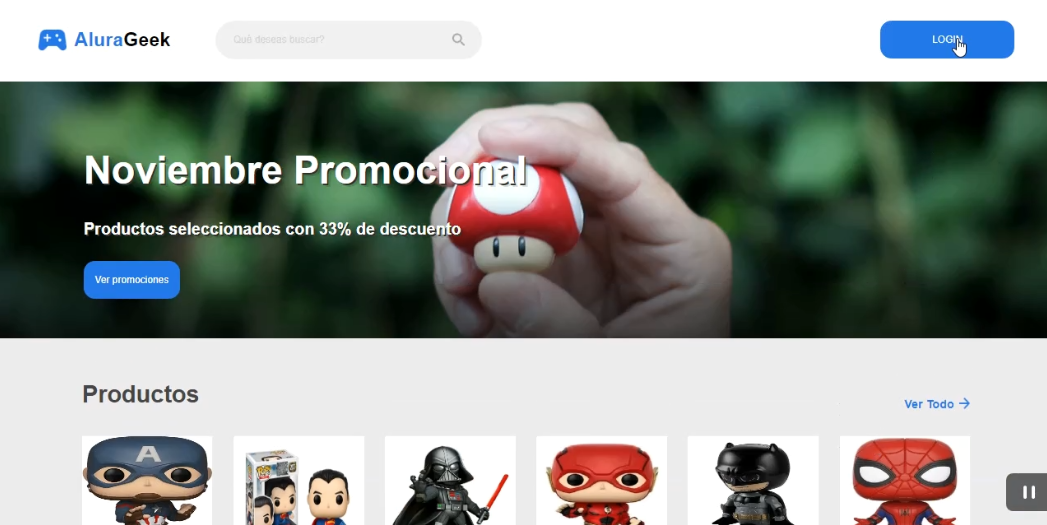 AluraGeek
Qué deseas buscar?
LOGIN
Noviembre Promocional
Productos seleccionados con 33% de descuento
Ver promociones
Productos
Ver Todo
A